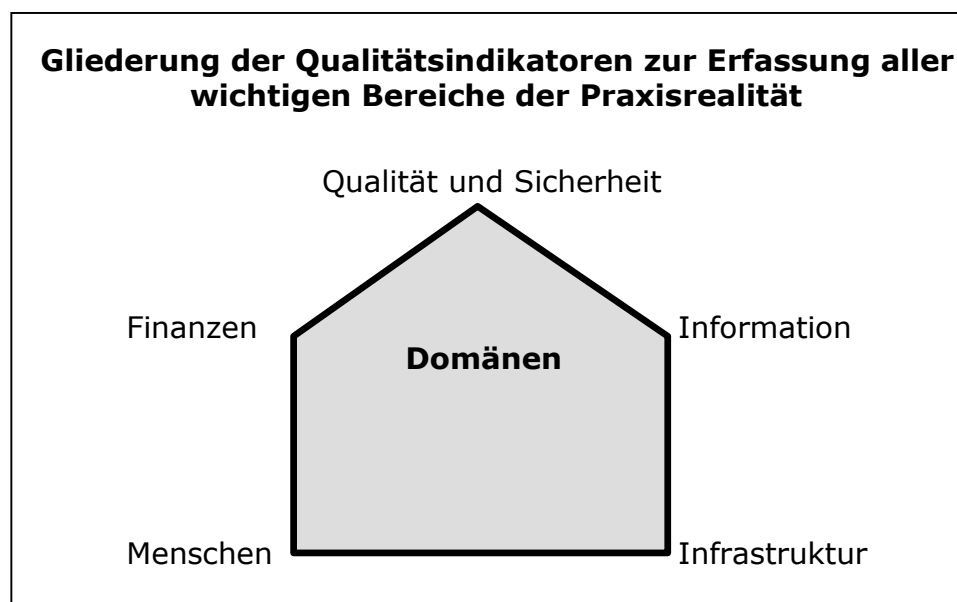 Gliederung der Qualitätsindikatoren zur Erfassung aller
wichtigen Bereiche der Praxisrealität
Qualität und Sicherheit
Finanzen
Information
Domänen
Menschen
Infrastruktur